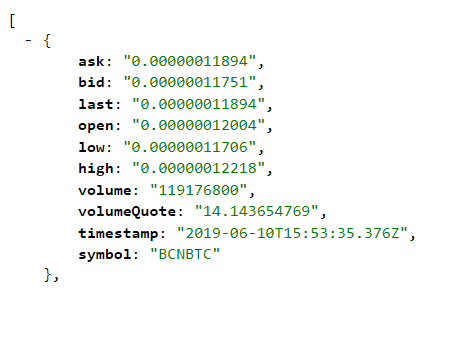 [
- {
ask: "0.00000011894",
bid: "0.00000011751",
last: "0.00000011894",
open: "0.00000012004",
low: "0.00000011706",
high: "0.00000012218",
volume: "119176800",
volumeQuote: "14.143654769",
timestamp: "2019-06-10T15:53:35.376Z",
symbol: "BCNBTC"
},